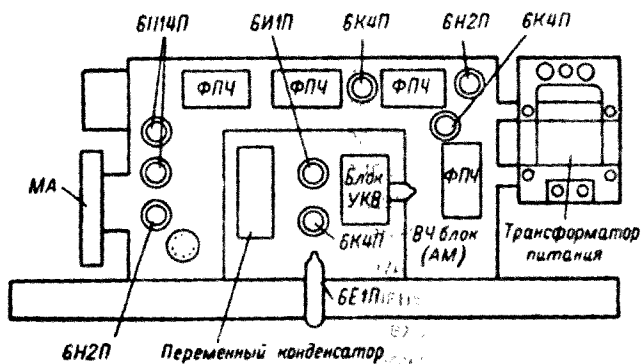 6П14П
6И1П
6К4П
6Н2П
6К4П
ФПЧ
ФПЧ
ФПЧ
МА
Блок
УКВ
ФПЧ
6К4П
ВЧ блок
(АМ)
Трансформатор
питания
6Е1П
6Н2П
Переменный конденсатор